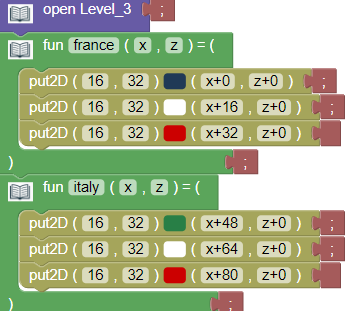 open Level_3 ;
fun france ( x , z ) = (
put2D ( 16 , 32 ) ( x+0 , z+0 ) ;
put2D ( 16 , 32 ) ( x+16 , z+0 ) ;
put2D ( 16 , 32 ) ( x+32 , z+0 ) ;
) ;
fun italy ( x , z ) = (
put2D ( 16 , 32 ) ( x+48 , z+0 ) ;
put2D ( 16 , 32 ) ( x+64 , z+0 ) ;
put2D ( 16 , 32 ) ( x+80 , z+0 ) ;
) ;